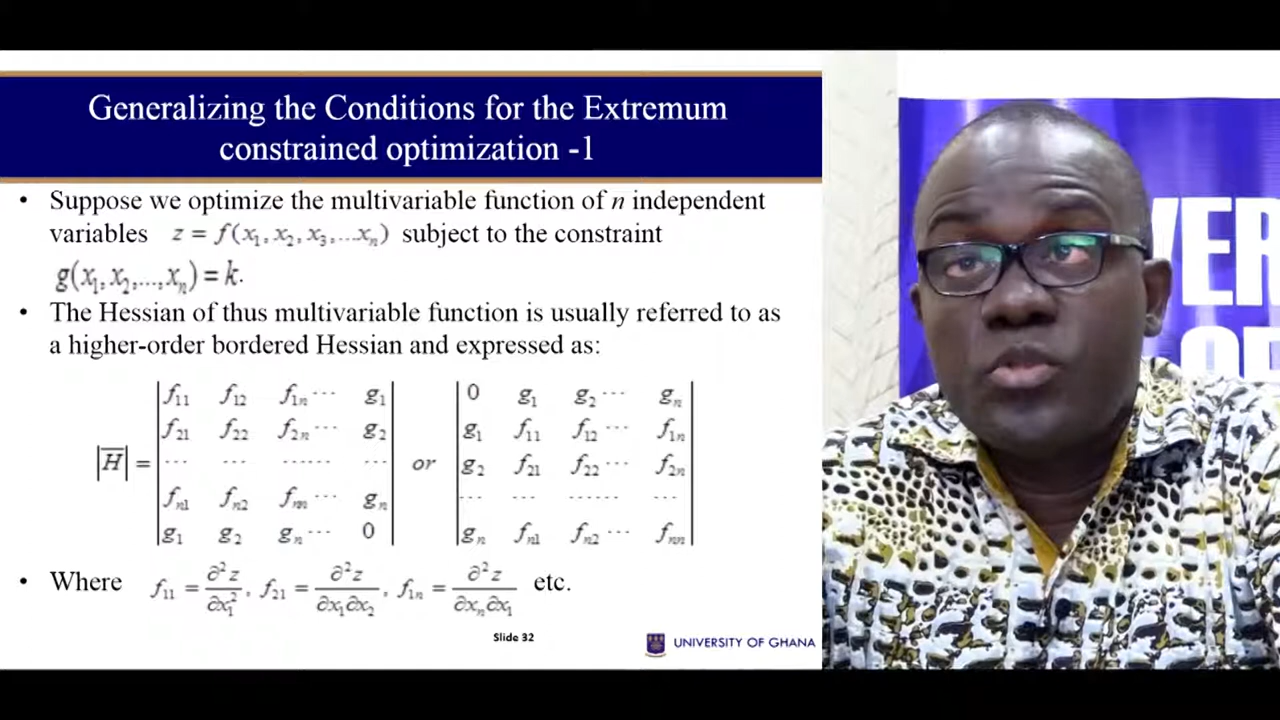 Generalizing the Conditions for the Extremum
constrained optimization -1
• Suppose we optimize the multivariable function of n independent
variables z = f(x₁, x₂, x₃, ...xₙ) subject to the constraint
g(x₁, x₂, ..., xₙ) = k.
• The Hessian of thus multivariable function is usually referred to as
a higher-order bordered Hessian and expressed as:
f₁₁ f₁₂ f₁ₙ ⋯ g₁
f₂₁ f₂₂ f₂ₙ ⋯ g₂
|H̅| = ⋯ ⋯ ⋯⋯ ⋯
fₙ₁ fₙ₂ fₙₙ ⋯ gₙ
g₁ g₂ gₙ ⋯ 0
or
0 g₁ g₂ ⋯ gₙ
g₁ f₁₁ f₁₂ ⋯ f₁ₙ
g₂ f₂₁ f₂₂ ⋯ f₂ₙ
⋯ ⋯ ⋯⋯ ⋯
gₙ fₙ₁ fₙ₂ ⋯ fₙₙ
• Where f₁₁ = ∂²z/∂x₁², f₂₁ = ∂²z/∂x₁∂x₂, f₁ₙ = ∂²z/∂xₙ∂x₁ etc.
Slide 32
UNIVERSITY OF GHANA
VER
OF